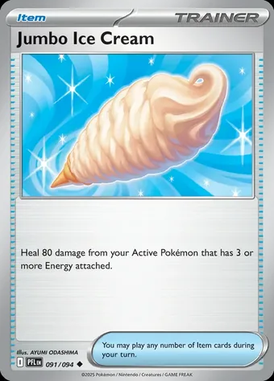 Item
TRAINER
Jumbo Ice Cream
Heal 80 damage from your Active Pokémon that has 3 or
more Energy attached.
Illus. AYUMI ODASHIMA
I PFL EN 091/094
You may play any number of Item cards during
your turn.
©2025 Pokémon / Nintendo / Creatures / GAME FREAK